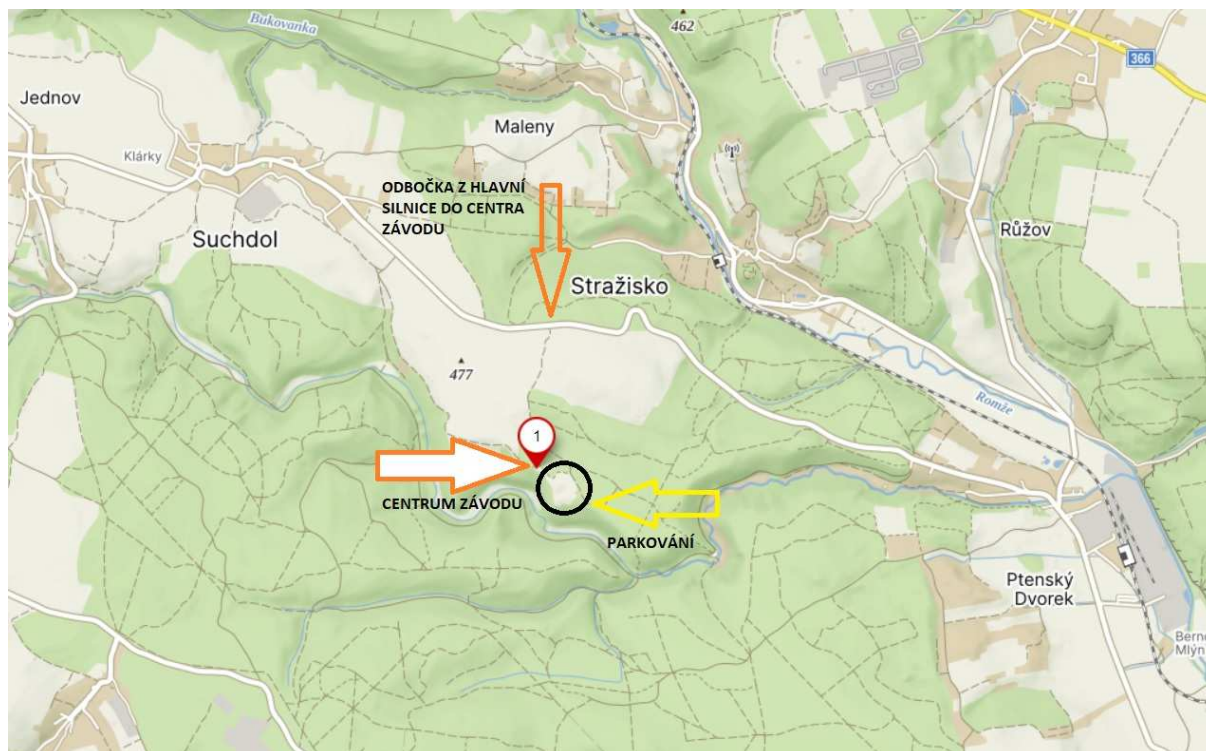 Bukovanka
462
366
Jednov
Maleny
Klárky
ODBOČKA Z HLAVNÍ
SILNICE DO CENTRA
ZÁVODU
Suchdol
Růžov
Stražisko
477
Romže
1
CENTRUM ZÁVODU
PARKOVÁNÍ
Ptenský
Dvorek
Mlýn